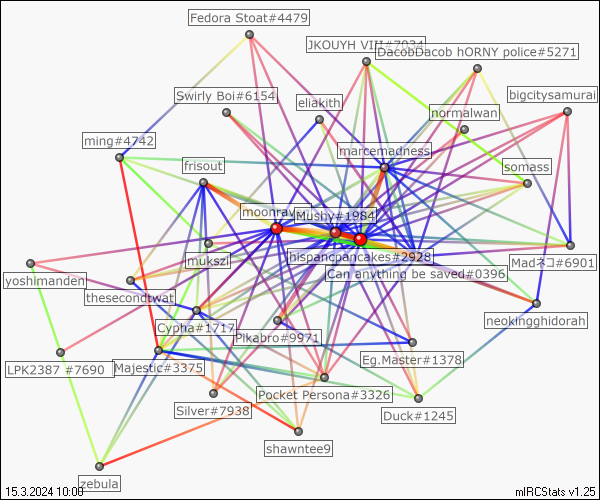 Fedora Stoat#4479
JKOUYH VIII#7034
DacobDacob hORNY police#5271
Swirly Boi#6154
eliakith
bigcitysamurai
normalwan
ming#4742
marcemadness
frisout
somass
Mushy#1984
mukszi
hispancpancakes#2928
Madネコ#6901
Can anything be saved#0396
yoshimanden
thesecondtwat
neokingghidorah
Cypha#1717
Pikabro#9971
Eg.Master#1378
LPK2387 #7690
Majestic#3375
Pocket Persona#3326
Silver#7938
Duck#1245
shawntee9
zebula
15.3.2024 10:00
mIRCStats v1.25